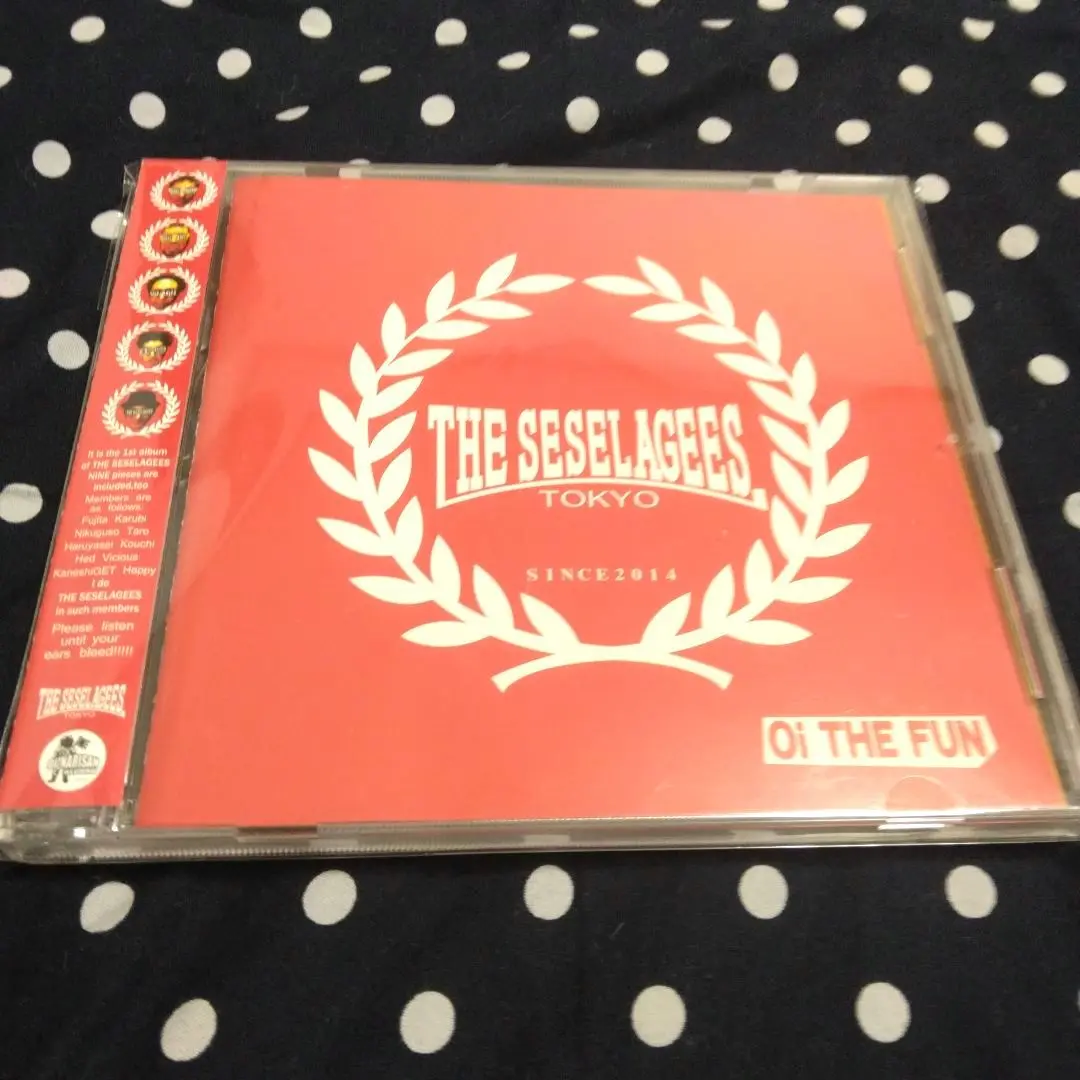 It is the 1st album
of THE SESELAGEES
NINE pieces are
included,too
Members are
as follows:
Fujita Karubi
Nikuguso Taro
Haruyasai Kouchi
Hed Vicious
KaneshiGET Happy
I do
THE SESELAGEES
in such members
Please listen
until your
ears bleed!!!!!
THE SESELAGEES
TOKYO
THE SESELAGEES
TOKYO
SINCE2014
Oi THE FUN